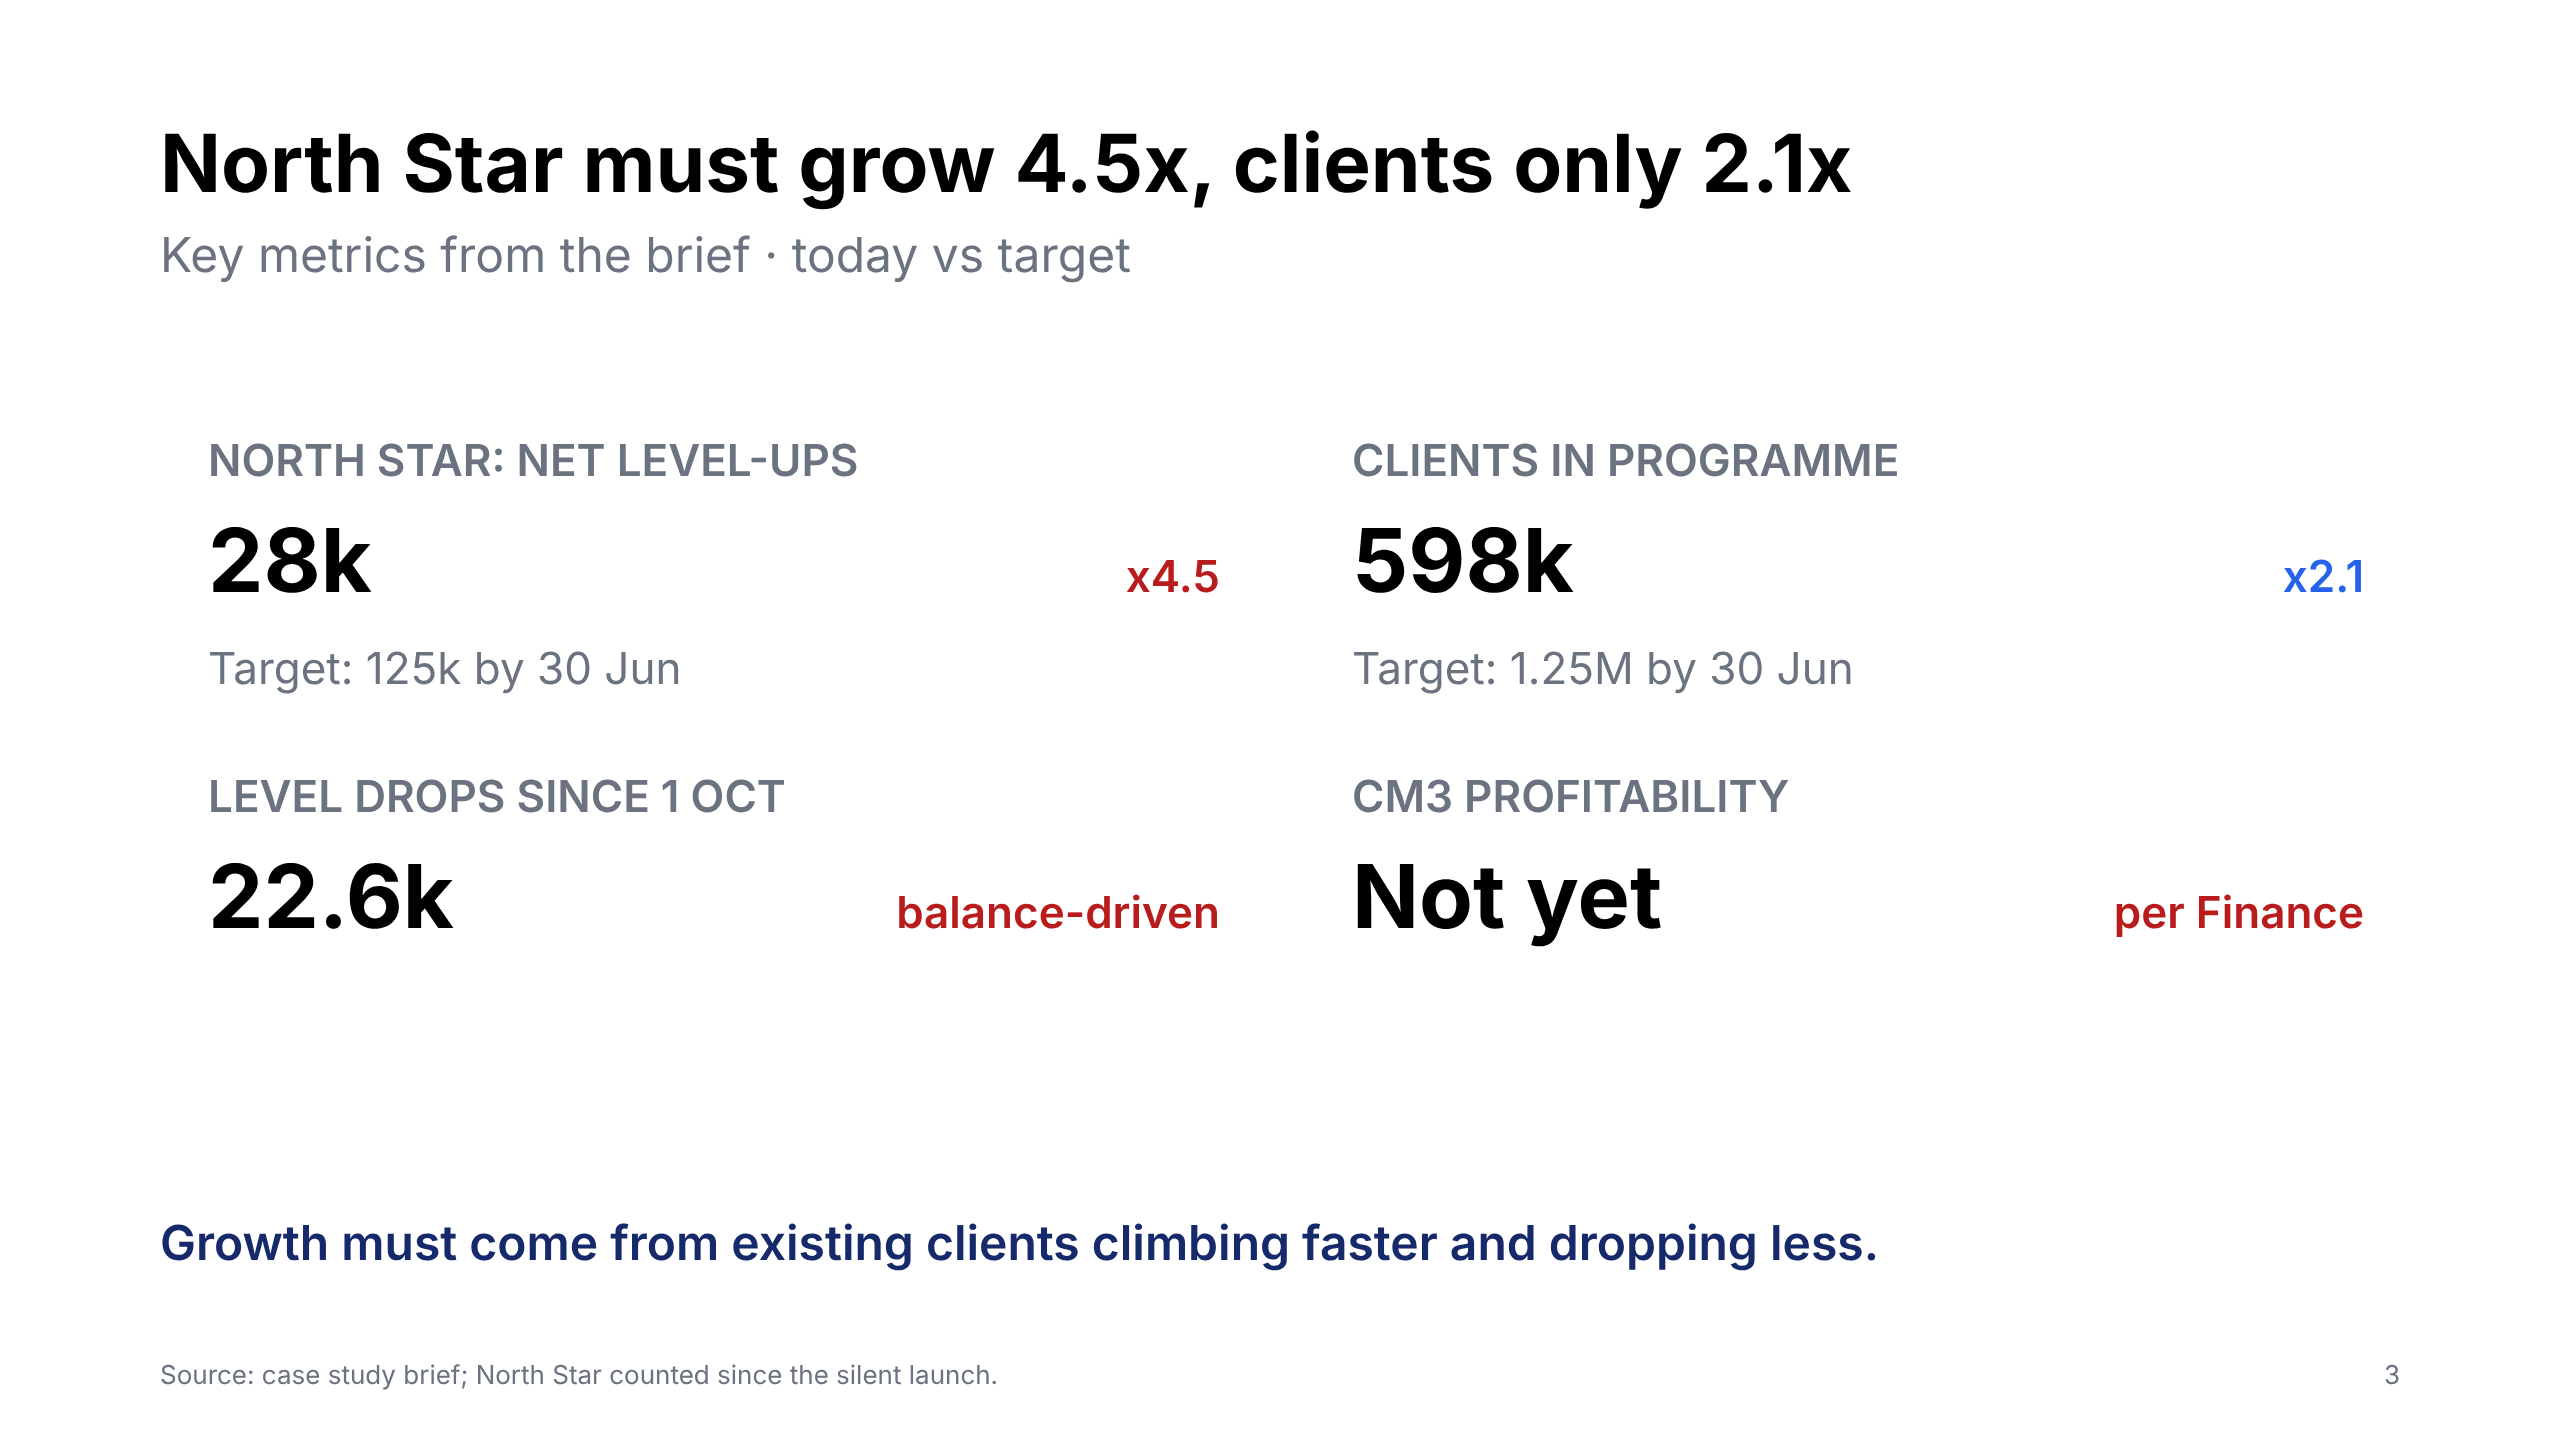 North Star must grow 4.5x, clients only 2.1x
Key metrics from the brief · today vs target
NORTH STAR: NET LEVEL-UPS
28k
x4.5
Target: 125k by 30 Jun
CLIENTS IN PROGRAMME
598k
x2.1
Target: 1.25M by 30 Jun
LEVEL DROPS SINCE 1 OCT
22.6k
balance-driven
CM3 PROFITABILITY
Not yet
per Finance
Growth must come from existing clients climbing faster and dropping less.
Source: case study brief; North Star counted since the silent launch.
3